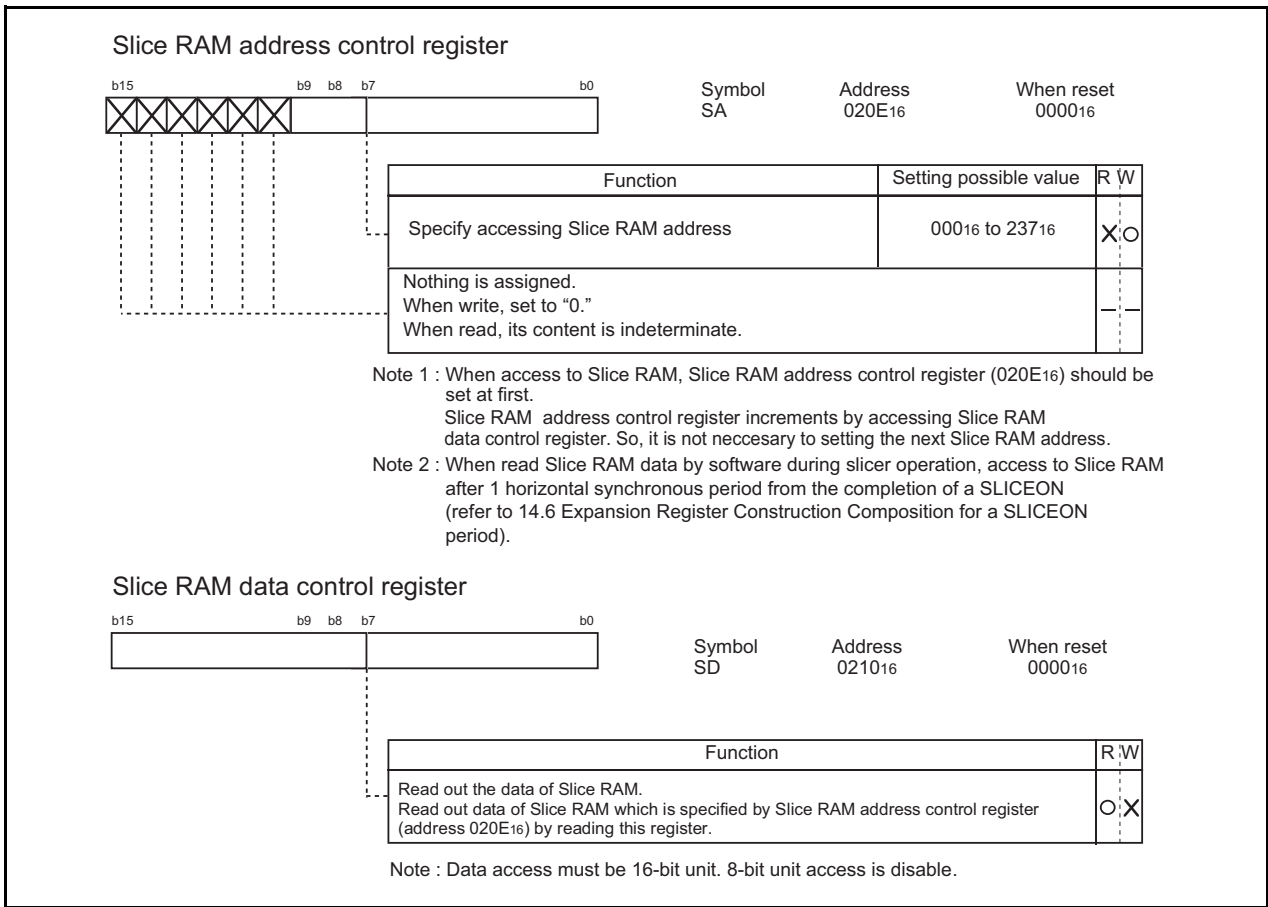 Slice RAM address control register
b15 b9 b8 b7 b0
Symbol Address When reset
SA 020E16 000016
Function Setting possible value R W
Specify accessing Slice RAM address 00016 to 23716 X O
Nothing is assigned.
When write, set to “0.”
When read, its content is indeterminate.
— —
Note 1 : When access to Slice RAM, Slice RAM address control register (020E16) should be
set at first.
Slice RAM address control register increments by accessing Slice RAM
data control register. So, it is not neccesary to setting the next Slice RAM address.
Note 2 : When read Slice RAM data by software during slicer operation, access to Slice RAM
after 1 horizontal synchronous period from the completion of a SLICEON
(refer to 14.6 Expansion Register Construction Composition for a SLICEON
period).
Slice RAM data control register
b15 b9 b8 b7 b0
Symbol Address When reset
SD 021016 000016
Function R W
Read out the data of Slice RAM.
Read out data of Slice RAM which is specified by Slice RAM address control register
(address 020E16) by reading this register.
O X
Note : Data access must be 16-bit unit. 8-bit unit access is disable.